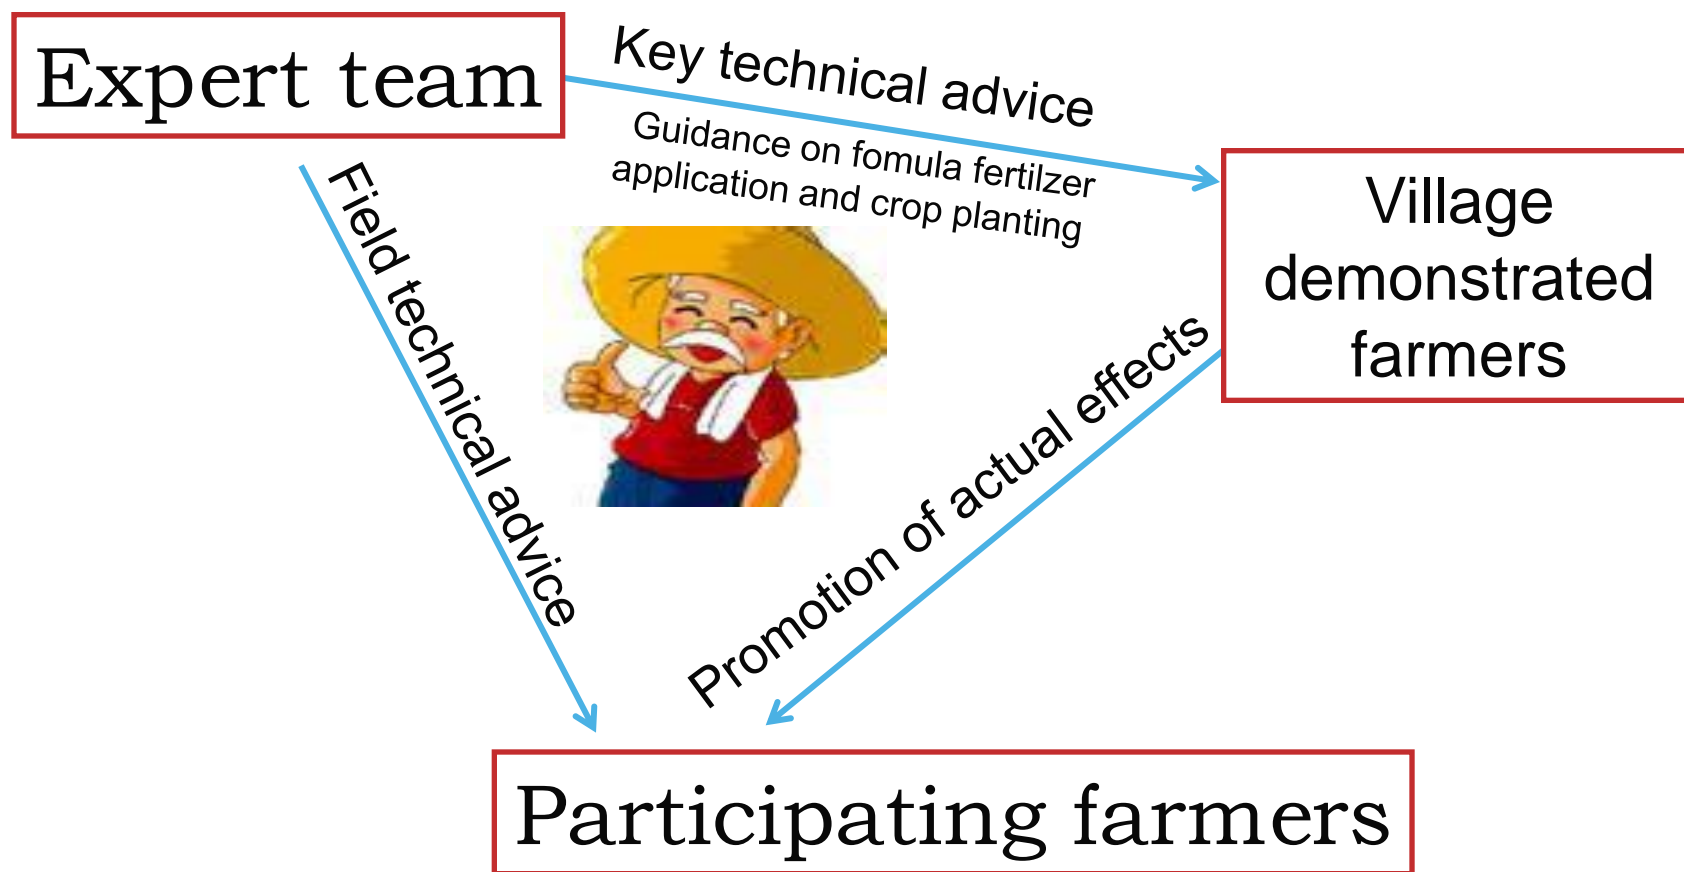 Expert team
Key technical advice
Guidance on fomula fertilzer
application and crop planting
Village
demonstrated
farmers
Field technical advice
Promotion of actual effects
Participating farmers